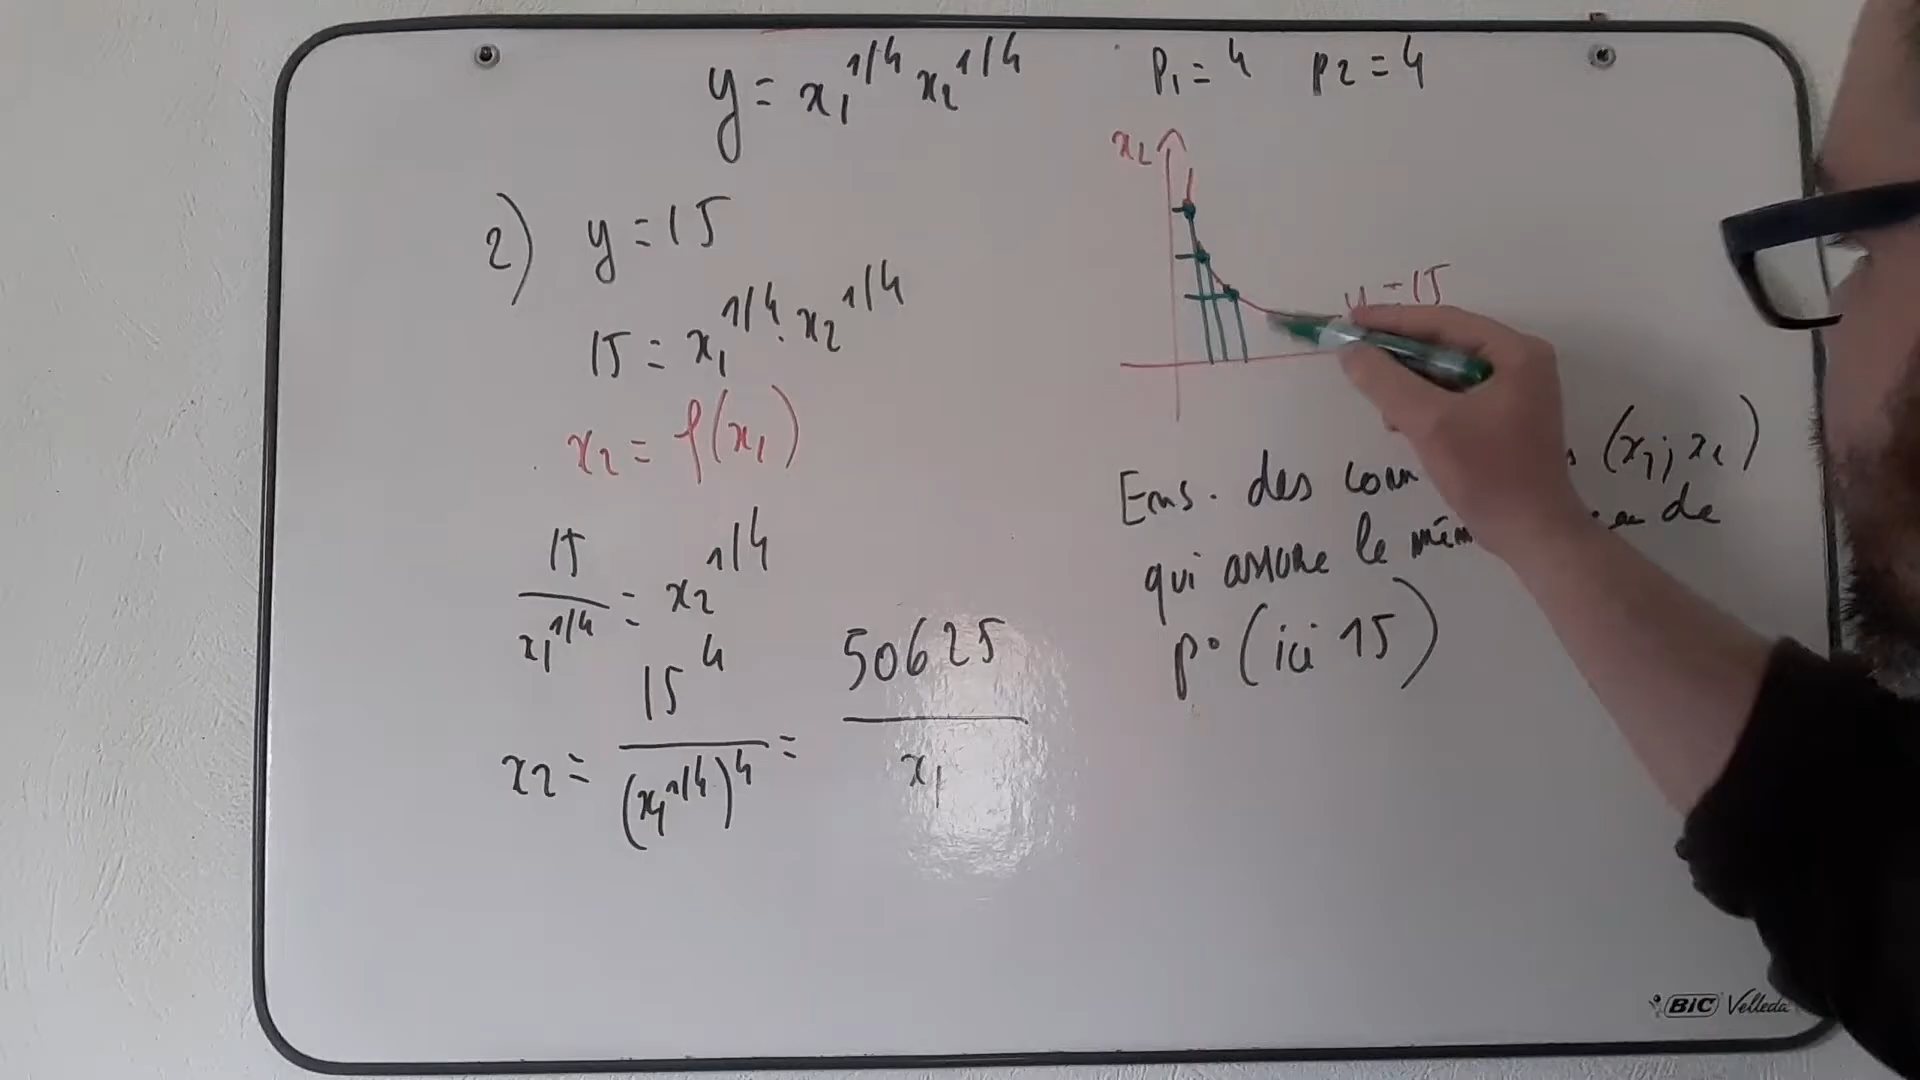 y = x₁^1/4 x₂^1/4
P₁ = 4 P2 = 4
2) y = 15
15 = x₁^1/4 . x₂^1/4
x₂ = f(x₁)
15/x₁^1/4 = x₂^1/4
x2 = 15^4/(x₁^1/4)^4 = 50625/x₁
x₂
y = 15
Ens. des (x₁; x₂)
qui assure le de
p° (ici 15)
BIC Velleda